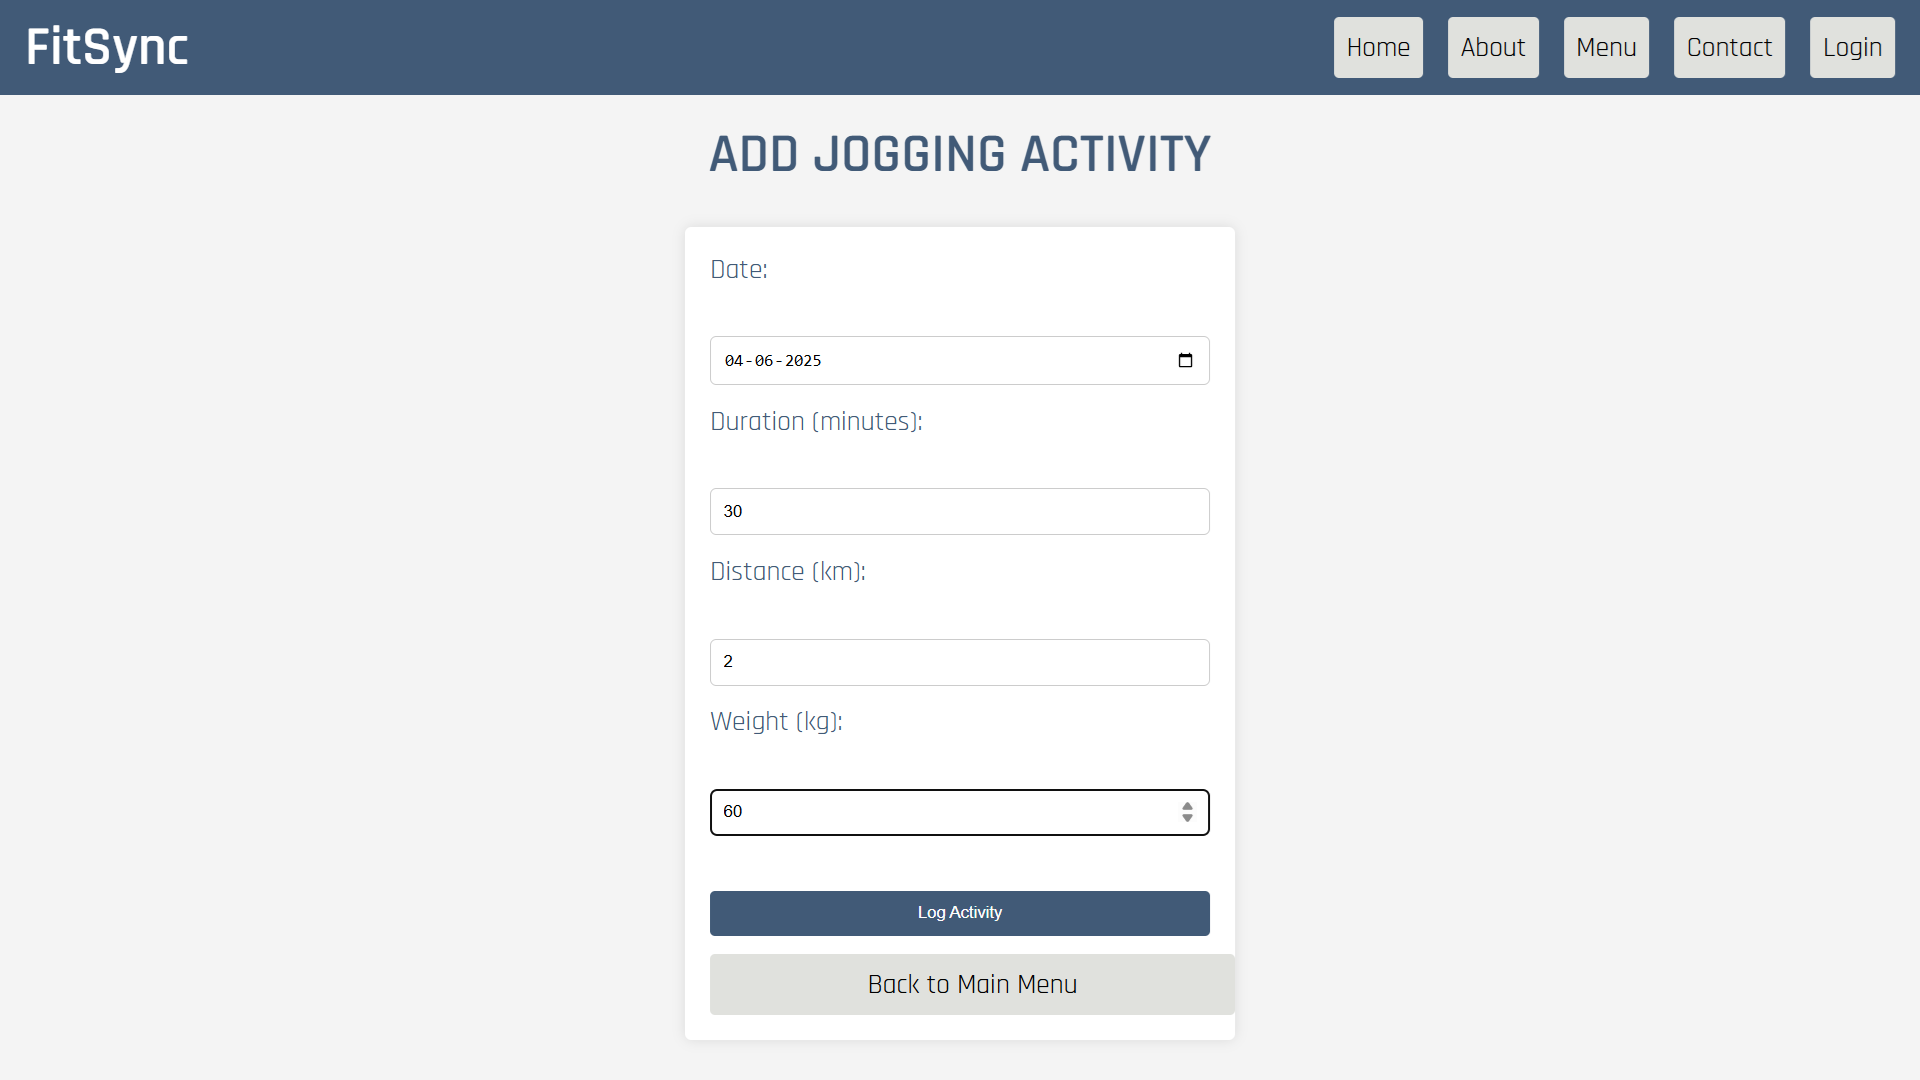 FitSync
Home About Menu Contact Login
ADD JOGGING ACTIVITY
Date:
04-06-2025
Duration (minutes):
30
Distance (km):
2
Weight (kg):
60
Log Activity
Back to Main Menu